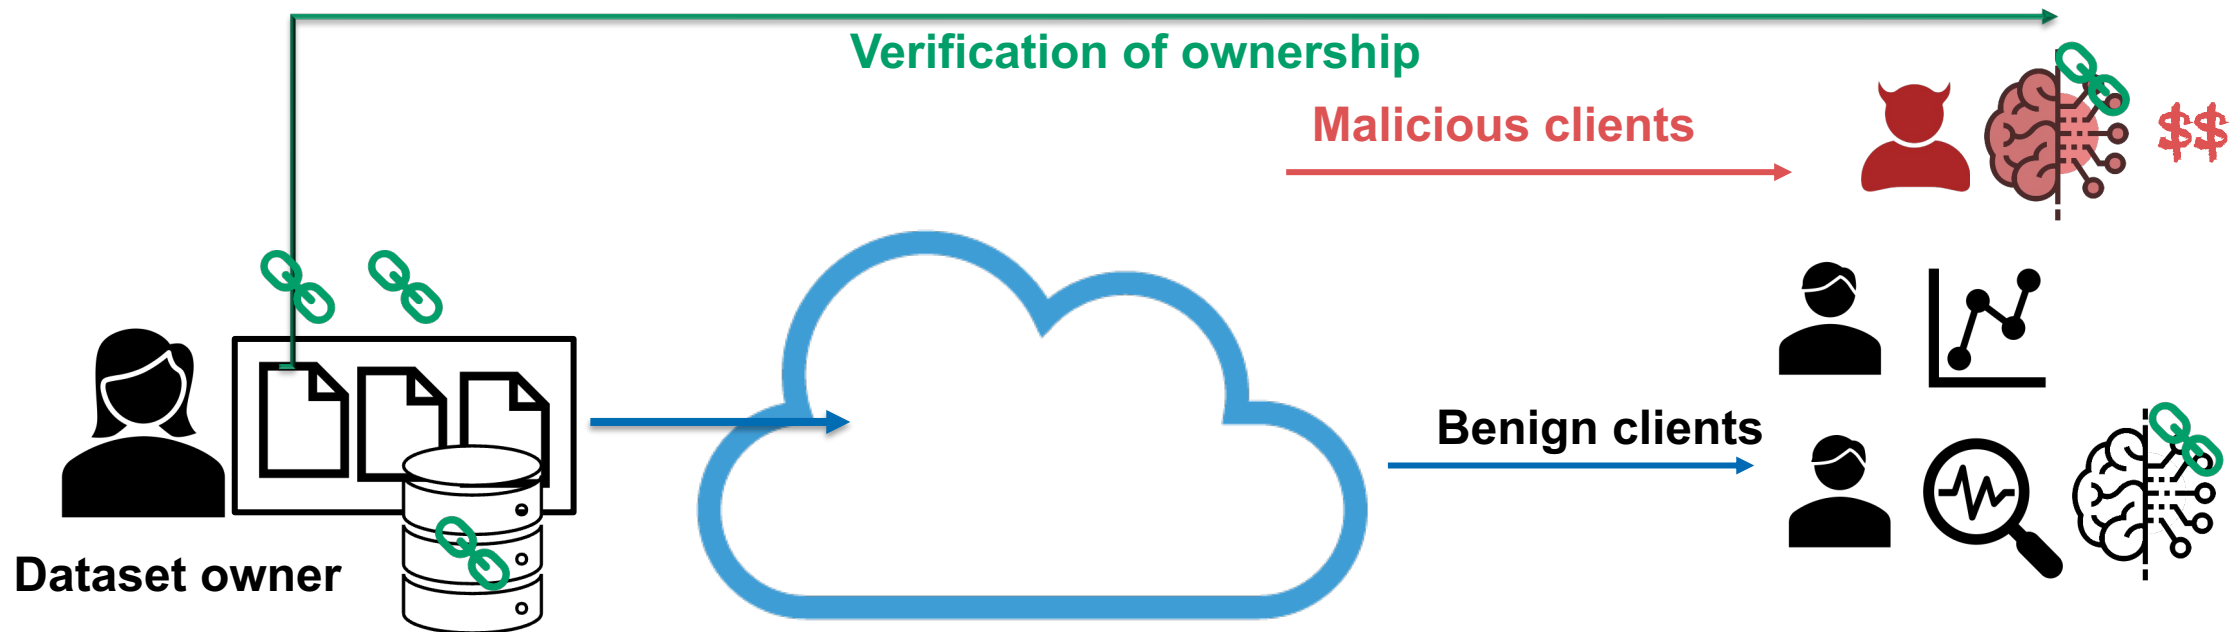 Verification of ownership
Malicious clients
$$
Benign clients
Dataset owner